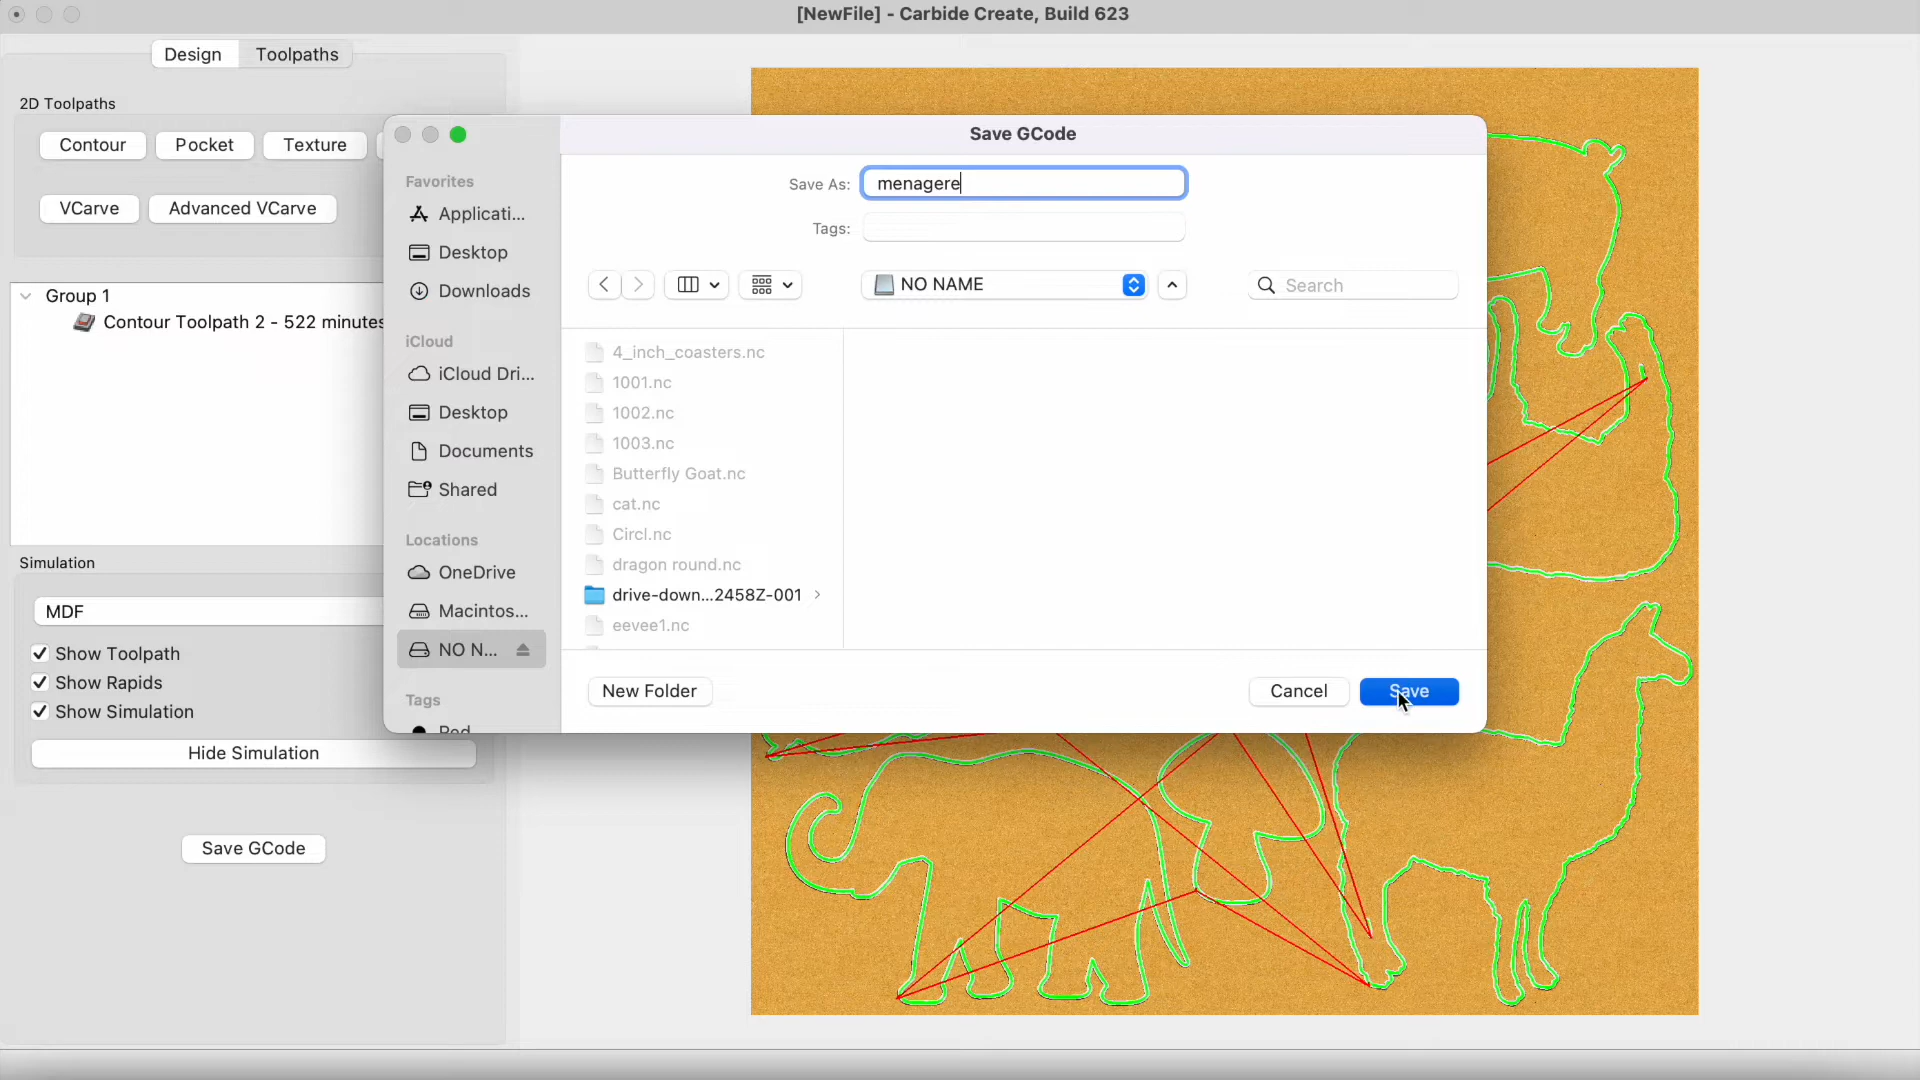 [NewFile] - Carbide Create, Build 623
Design
Toolpaths
2D Toolpaths
Contour
Pocket
Texture
VCarve
Advanced VCarve
Group 1
Contour Toolpath 2 - 522 minutes
Simulation
MDF
Show Toolpath
Show Rapids
Show Simulation
Hide Simulation
Save GCode
Save GCode
Favorites
Applicati...
Desktop
Downloads
iCloud
iCloud Dri...
Desktop
Documents
Shared
Locations
OneDrive
Macintos...
NO N...
Tags
Red
Save As: menagere
Tags:
NO NAME
Search
4_inch_coasters.nc
1001.nc
1002.nc
1003.nc
Butterfly Goat.nc
cat.nc
Circl.nc
dragon round.nc
drive-down...2458Z-001
eevee1.nc
New Folder
Cancel
Save